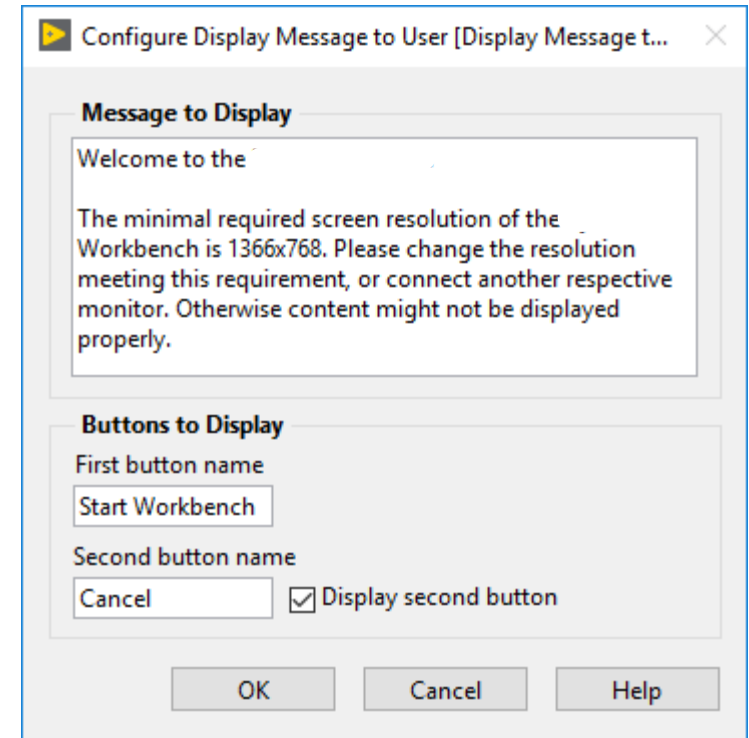 Configure Display Message to User [Display Message t...
Message to Display
Welcome to the
The minimal required screen resolution of the
Workbench is 1366x768. Please change the resolution
meeting this requirement, or connect another respective
monitor. Otherwise content might not be displayed
properly.
Buttons to Display
First button name
Start Workbench
Second button name
Cancel Display second button
OK Cancel Help